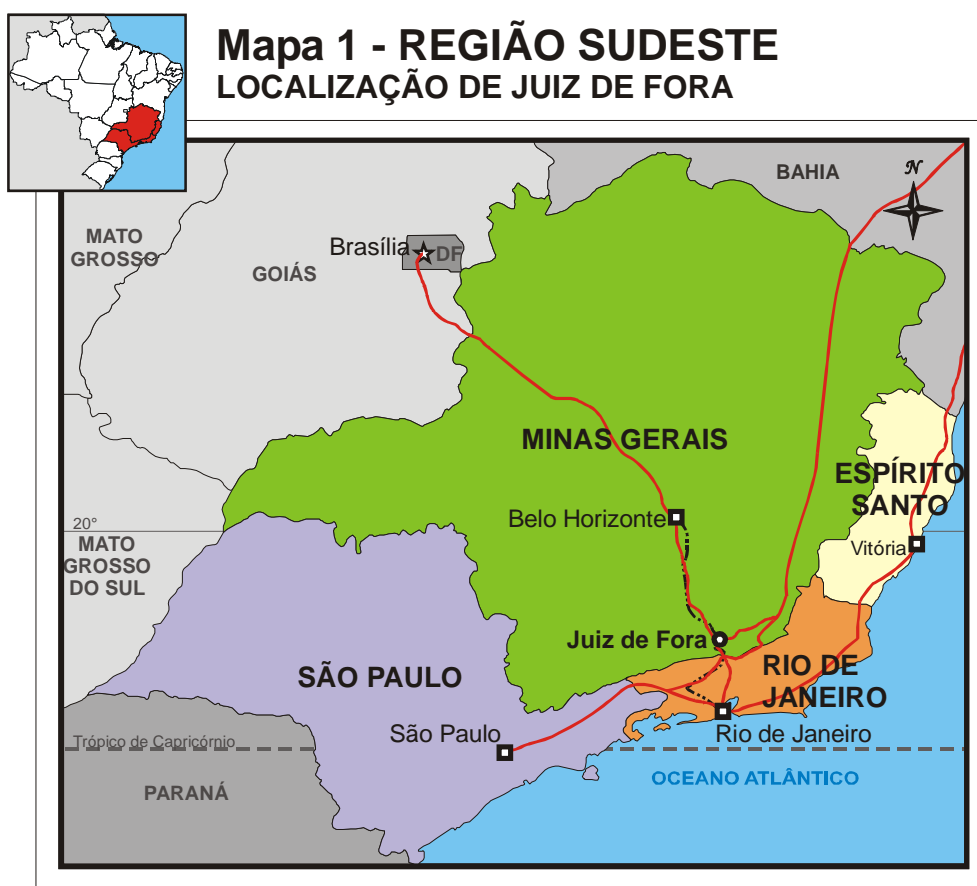 Mapa 1 - REGIÃO SUDESTE
LOCALIZAÇÃO DE JUIZ DE FORA
BAHIA
N
MATO
GROSSO
Brasília
DF
GOIÁS
MINAS GERAIS
ESPÍRITO
SANTO
Belo Horizonte
20°
MATO
GROSSO
DO SUL
Vitória
Juiz de Fora
RIO DE
JANEIRO
SÃO PAULO
São Paulo
Rio de Janeiro
Trópico de Capricórnio
OCEANO ATLÂNTICO
PARANÁ